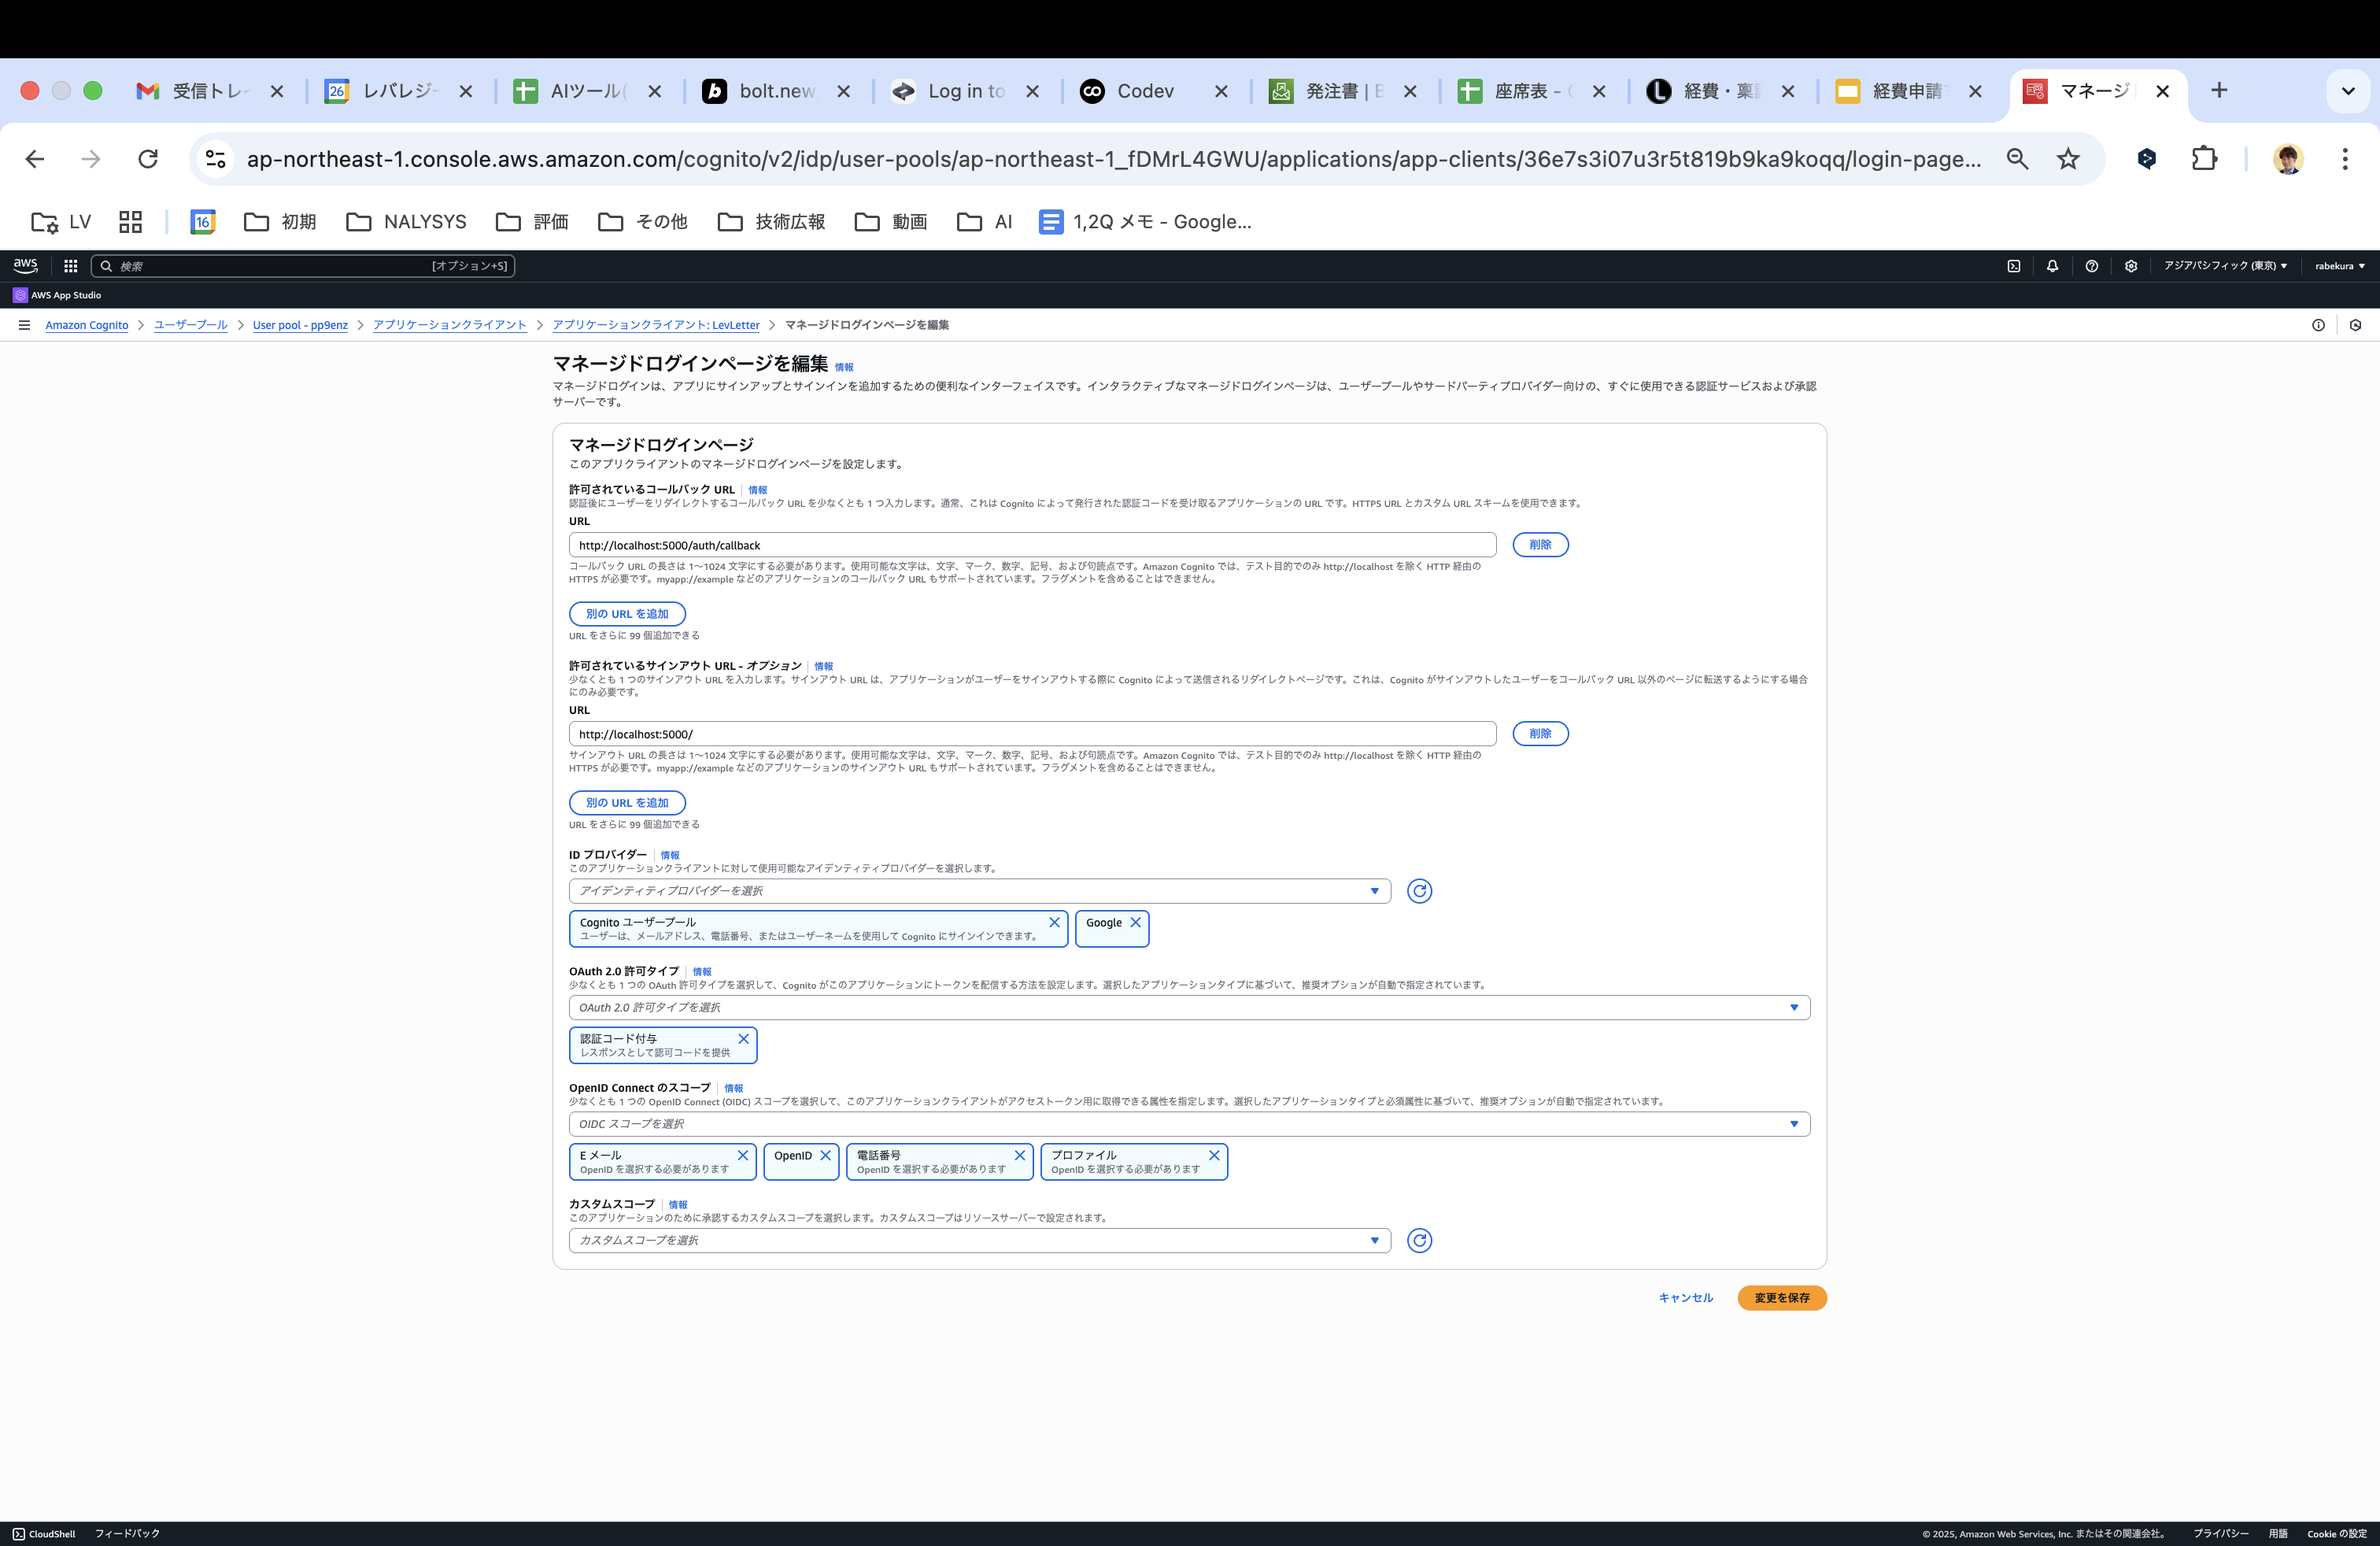 受信トレ
レバレジ
AIツール(
bolt.new
Log in to
Codev
発注書 | E
座席表 -
経費・稟
経費申請
マネージ
ap-northeast-1.console.aws.amazon.com/cognito/v2/idp/user-pools/ap-northeast-1_fDMrL4GWU/applications/app-clients/36e7s3i07u3r5t819b9ka9koqq/login-page...
LV
16
初期
NALYSYS
評価
その他
技術広報
動画
AI
1,2Q メモ - Google...
aws
検索
[オプション+S]
アジアパシフィック (東京)
rabekura
AWS App Studio
Amazon Cognito
ユーザープール
User pool - pp9enz
アプリケーションクライアント
アプリケーションクライアント: LevLetter
マネージドログインページを編集
マネージドログインページを編集 情報
マネージドログインは、アプリにサインアップとサインインを追加するための便利なインターフェイスです。インタラクティブなマネージドログインページは、ユーザープールやサードパーティプロバイダー向けの、すぐに使用できる認証サービスおよび承認
サーバーです。
マネージドログインページ
このアプリクライアントのマネージドログインページを設定します。
許可されているコールバック URL 情報
認証後にユーザーをリダイレクトするコールバック URL を少なくとも 1 つ入力します。通常、これは Cognito によって発行された認証コードを受け取るアプリケーションの URL です。HTTPS URL とカスタム URL スキームを使用できます。
URL
http://localhost:5000/auth/callback
削除
コールバック URL の長さは 1〜1024 文字にする必要があります。使用可能な文字は、文字、マーク、数字、記号、および句読点です。Amazon Cognito では、テスト目的でのみ http://localhost を除く HTTP 経由の
HTTPS が必要です。myapp://example などのアプリケーションのコールバック URL もサポートされています。フラグメントを含めることはできません。
別の URL を追加
URL をさらに 99 個追加できる
許可されているサインアウト URL - オプション 情報
少なくとも 1 つのサインアウト URL を入力します。サインアウト URL は、アプリケーションがユーザーをサインアウトする際に Cognito によって送信されるリダイレクトページです。これは、Cognito がサインアウトしたユーザーをコールバック URL 以外のページに転送するようにする場合
にのみ必要です。
URL
http://localhost:5000/
削除
サインアウト URL の長さは 1〜1024 文字にする必要があります。使用可能な文字は、文字、マーク、数字、記号、および句読点です。Amazon Cognito では、テスト目的でのみ http://localhost を除く HTTP 経由の
HTTPS が必要です。myapp://example などのアプリケーションのサインアウト URL もサポートされています。フラグメントを含めることはできません。
別の URL を追加
URL をさらに 99 個追加できる
ID プロバイダー 情報
このアプリケーションクライアントに対して使用可能なアイデンティティプロバイダーを選択します。
アイデンティティプロバイダーを選択
Cognito ユーザープール
ユーザーは、メールアドレス、電話番号、またはユーザーネームを使用して Cognito にサインインできます。
Google
OAuth 2.0 許可タイプ 情報
少なくとも 1 つの OAuth 許可タイプを選択して、Cognito がこのアプリケーションにトークンを配信する方法を設定します。選択したアプリケーションタイプに基づいて、推奨オプションが自動で指定されています。
OAuth 2.0 許可タイプを選択
認証コード付与
レスポンスとして認可コードを提供
OpenID Connect のスコープ 情報
少なくとも 1 つの OpenID Connect (OIDC) スコープを選択して、このアプリケーションクライアントがアクセストークン用に取得できる属性を指定します。選択したアプリケーションタイプと必須属性に基づいて、推奨オプションが自動で指定されています。
OIDC スコープを選択
E メール
OpenID を選択する必要があります
OpenID
電話番号
OpenID を選択する必要があります
プロファイル
OpenID を選択する必要があります
カスタムスコープ 情報
このアプリケーションのために承認するカスタムスコープを選択します。カスタムスコープはリソースサーバーで設定されます。
カスタムスコープを選択
キャンセル
変更を保存
CloudShell
フィードバック
© 2025, Amazon Web Services, Inc. またはその関連会社。
プライバシー
用語
Cookie の設定